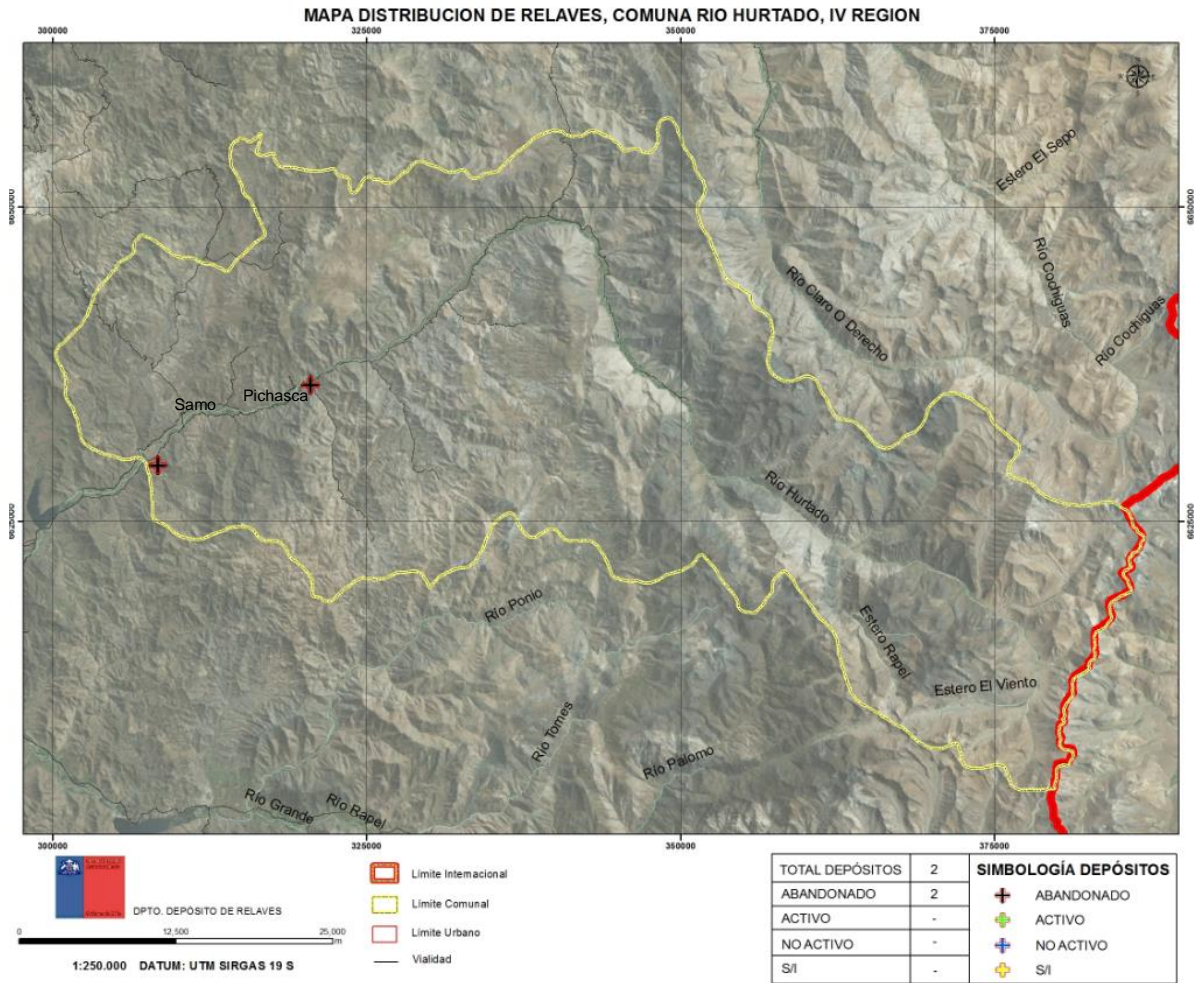 MAPA DISTRIBUCION DE RELAVES, COMUNA RIO HURTADO, IV REGION
300000 325000 350000 375000
Estero El Sepo
6650000 6650000
Río Cochiguas
Río Claro O Derecho
Río Cochiguas
Samo
Pichasca
Río Hurtado
6625000 6625000
Río Ponio
Estero Rapel
Estero El Viento
Río Tomes
Río Palomo
Río Grande
Río Rapel
300000 325000 350000 375000
DPTO. DEPÓSITO DE RELAVES
0 12,500 25,000
m
1:250.000 DATUM: UTM SIRGAS 19 S
Límite Internacional
Límite Comunal
Límite Urbano
Vialidad
TOTAL DEPÓSITOS 2
ABANDONADO 2
ACTIVO -
NO ACTIVO -
S/I -
SIMBOLOGÍA DEPÓSITOS
ABANDONADO
ACTIVO
NO ACTIVO
S/I